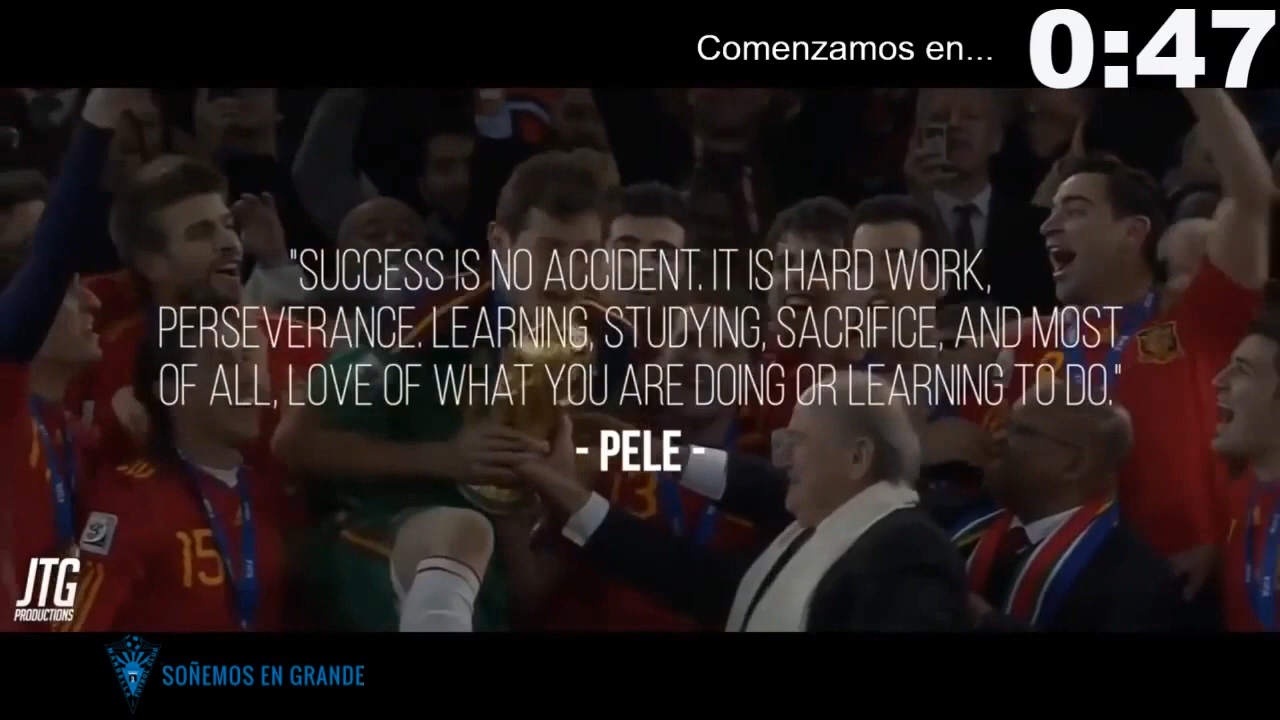 Comenzamos en... 0:47
"SUCCESS IS NO ACCIDENT. IT IS HARD WORK,
PERSEVERANCE. LEARNING, STUDYING, SACRIFICE, AND MOST
OF ALL, LOVE OF WHAT YOU ARE DOING OR LEARNING TO DO."
- PELE -
13
15
JTG
PRODUCTIONS
SOÑEMOS EN GRANDE